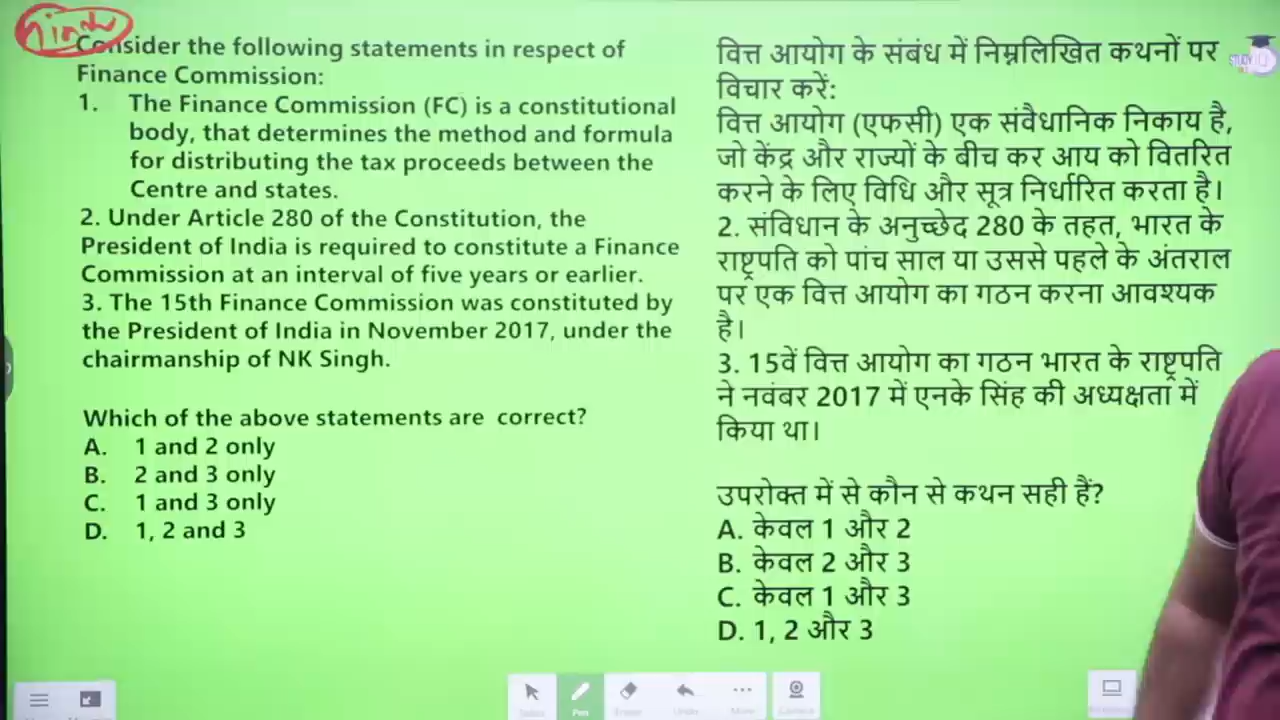 Hindu
Consider the following statements in respect of
Finance Commission:
1. The Finance Commission (FC) is a constitutional
body, that determines the method and formula
for distributing the tax proceeds between the
Centre and states.
2. Under Article 280 of the Constitution, the
President of India is required to constitute a Finance
Commission at an interval of five years or earlier.
3. The 15th Finance Commission was constituted by
the President of India in November 2017, under the
chairmanship of NK Singh.
Which of the above statements are correct?
A. 1 and 2 only
B. 2 and 3 only
C. 1 and 3 only
D. 1, 2 and 3
वित्त आयोग के संबंध में निम्नलिखित कथनों पर
विचार करें:
वित्त आयोग (एफसी) एक संवैधानिक निकाय है,
जो केंद्र और राज्यों के बीच कर आय को वितरित
करने के लिए विधि और सूत्र निर्धारित करता है।
2. संविधान के अनुच्छेद 280 के तहत, भारत के
राष्ट्रपति को पांच साल या उससे पहले के अंतराल
पर एक वित्त आयोग का गठन करना आवश्यक
है।
3. 15वें वित्त आयोग का गठन भारत के राष्ट्रपति
ने नवंबर 2017 में एनके सिंह की अध्यक्षता में
किया था।
उपरोक्त में से कौन से कथन सही हैं?
A. केवल 1 और 2
B. केवल 2 और 3
C. केवल 1 और 3
D. 1, 2 और 3
STUDY
Select
Pen
Eraser
Undo
More
Camera